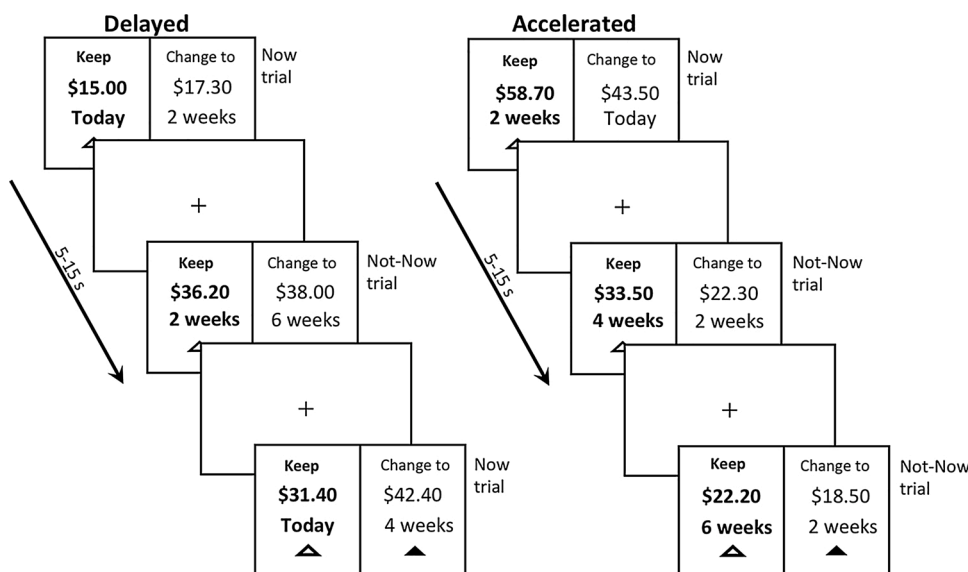 Delayed
Keep
$15.00
Today
Change to
$17.30
2 weeks
Now
trial
+
5-15 s
Keep
$36.20
2 weeks
Change to
$38.00
6 weeks
Not-Now
trial
+
Keep
$31.40
Today
Change to
$42.40
4 weeks
Now
trial
Accelerated
Keep
$58.70
2 weeks
Change to
$43.50
Today
Now
trial
+
5-15 s
Keep
$33.50
4 weeks
Change to
$22.30
2 weeks
Not-Now
trial
+
Keep
$22.20
6 weeks
Change to
$18.50
2 weeks
Not-Now
trial